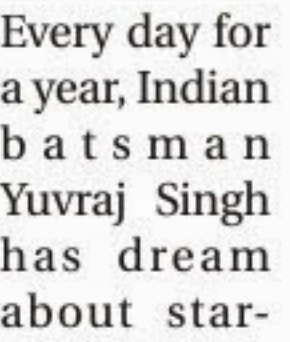 Every day for
a year, Indian
batsman
Yuvraj Singh
has dream
about star-